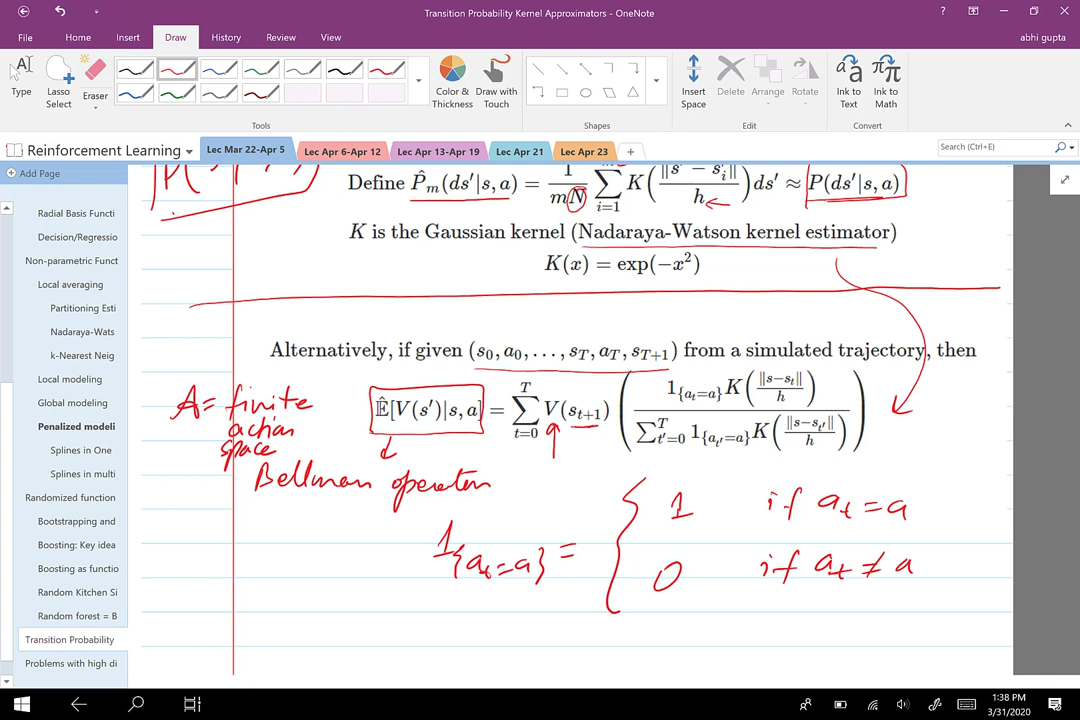 Transition Probability Kernel Approximators - OneNote
File Home Insert Draw History Review View
abhi gupta
Type Lasso Select Eraser Color & Thickness Draw with Touch Insert Space Delete Arrange Rotate Ink to Text Ink to Math
Tools Shapes Edit Convert
Reinforcement Learning Lec Mar 22-Apr 5 Lec Apr 6-Apr 12 Lec Apr 13-Apr 19 Lec Apr 21 Lec Apr 23 Search (Ctrl+E)
Add Page
Radial Basis Functi
Decision/Regressio
Non-parametric Funct
Local averaging
Partitioning Esti
Nadaraya-Wats
k-Nearest Neig
Local modeling
Global modeling
Penalized modeli
Splines in One
Splines in multi
Randomized function
Bootstrapping and
Boosting: Key idea
Boosting as functio
Random Kitchen Si
Random forest = B
Transition Probability
Problems with high di
Define P̂_m(ds′|s, a) = 1/(mN) ∑_{i=1} K(‖s′ − s′_i‖/h) ds′ ≈ P(ds′|s, a)
K is the Gaussian kernel (Nadaraya-Watson kernel estimator)
K(x) = exp(−x²)
Alternatively, if given (s₀, a₀, …, s_T, a_T, s_{T+1}) from a simulated trajectory, then
Ê[V(s′)|s, a] = ∑_{t=0}^{T} V(s_{t+1}) ( 1_{{a_t=a}} K(‖s−s_t‖/h) / ∑_{t′=0}^{T} 1_{{a_{t′}=a}} K(‖s−s_{t′}‖/h) )
A = finite
action
space
Bellman operator
1_{{a_t=a}} = { 1 if a_t = a
0 if a_t ≠ a
1:38 PM
3/31/2020